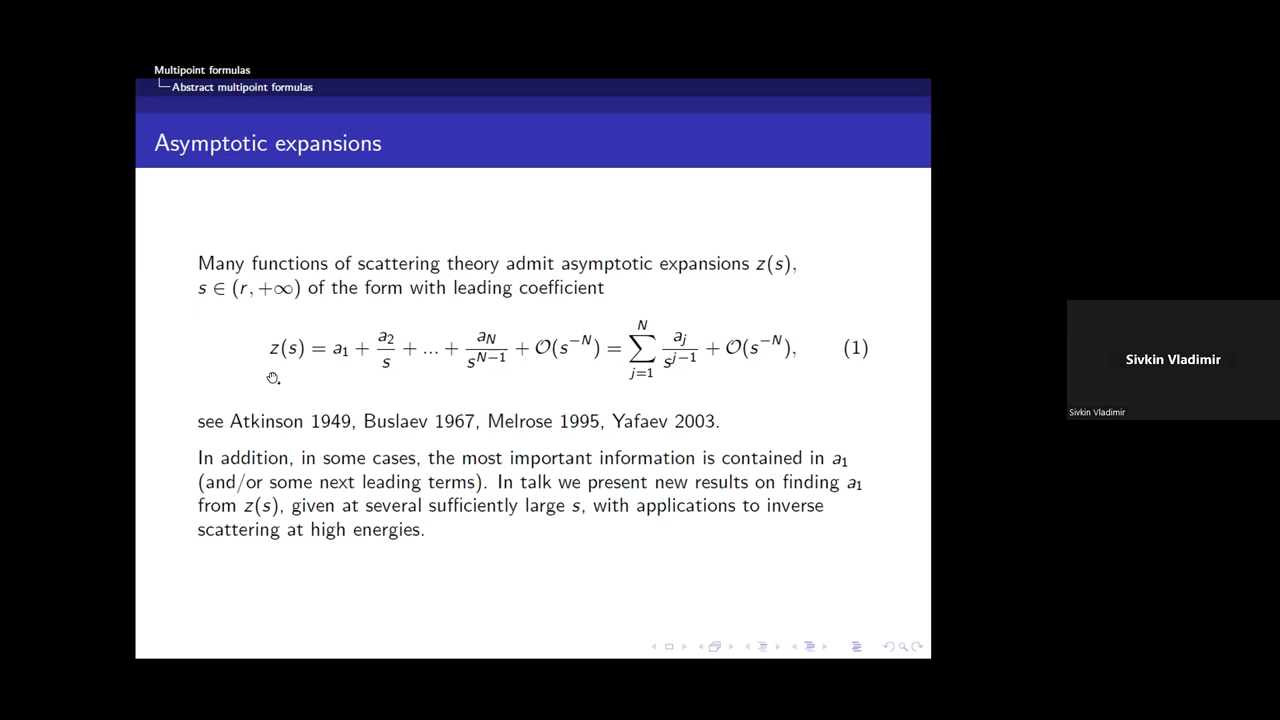 Multipoint formulas
Abstract multipoint formulas
Asymptotic expansions
Many functions of scattering theory admit asymptotic expansions z(s),
s ∈ (r, +∞) of the form with leading coefficient
z(s) = a₁ + a₂/s + ... + a_N/s^{N−1} + O(s^{−N}) = ∑_{j=1}^{N} a_j/s^{j−1} + O(s^{−N}), (1)
see Atkinson 1949, Buslaev 1967, Melrose 1995, Yafaev 2003.
In addition, in some cases, the most important information is contained in a₁
(and/or some next leading terms). In talk we present new results on finding a₁
from z(s), given at several sufficiently large s, with applications to inverse
scattering at high energies.
Sivkin Vladimir
Sivkin Vladimir